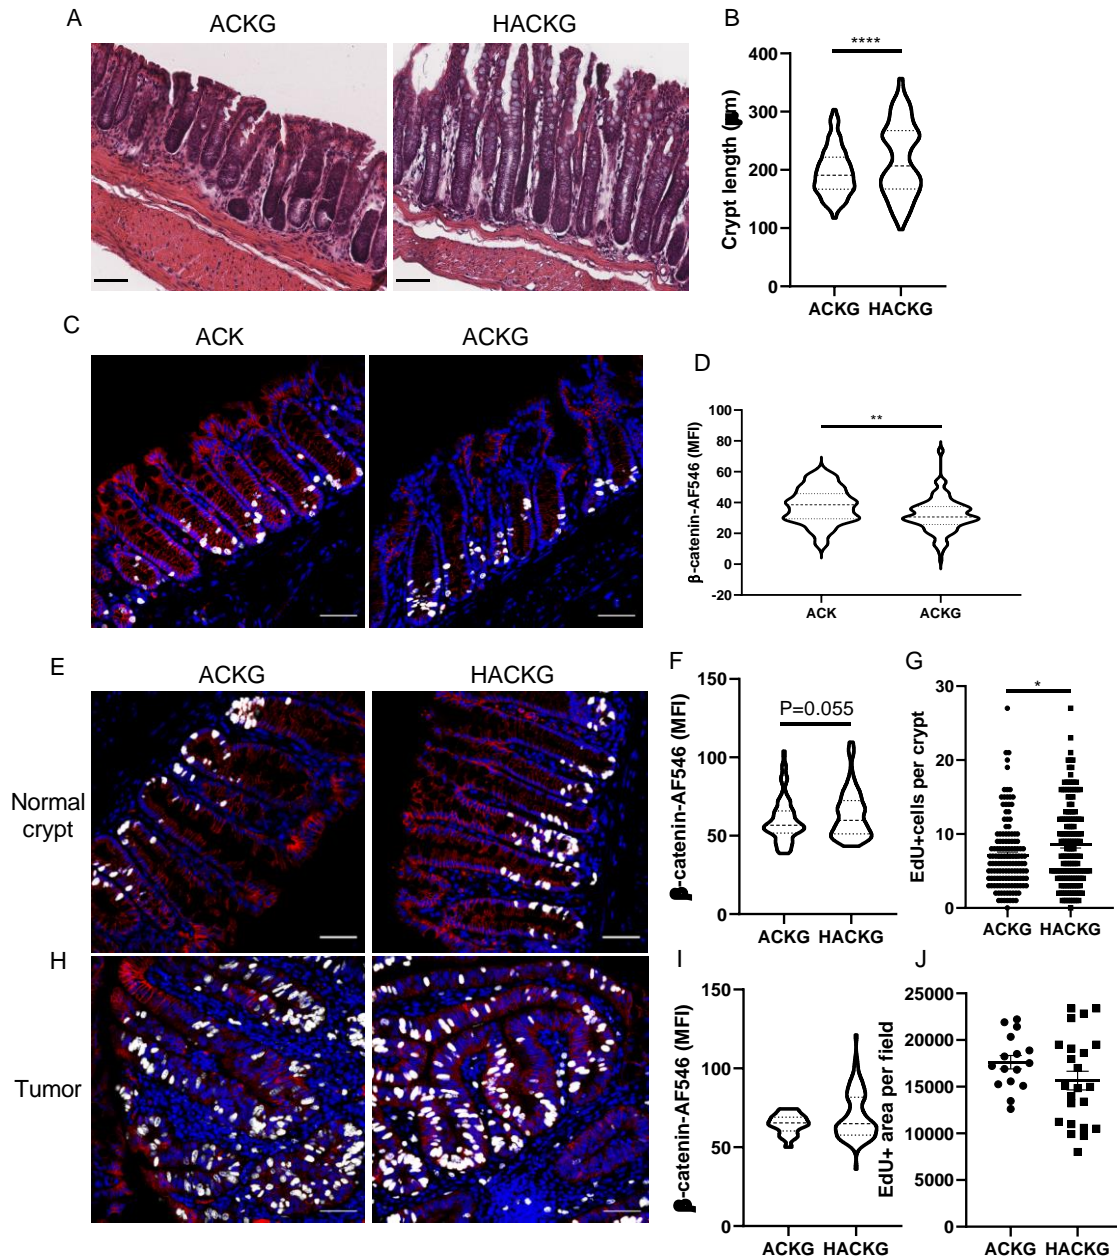 A
ACKG
HACKG
B
****
Crypt length (μm)
400
300
200
100
0
ACKG HACKG
C
ACK
ACKG
D
**
β-catenin-AF546 (MFI)
100
80
60
40
20
0
-20
ACK
ACKG
E
ACKG
HACKG
Normal
crypt
F
P=0.055
β-catenin-AF546 (MFI)
150
100
50
0
ACKG HACKG
G
*
EdU+cells per crypt
30
20
10
0
ACKG HACKG
H
Tumor
I
β-catenin-AF546 (MFI)
150
100
50
0
ACKG HACKG
J
EdU+ area per field
25000
20000
15000
10000
5000
0
ACKG HACKG